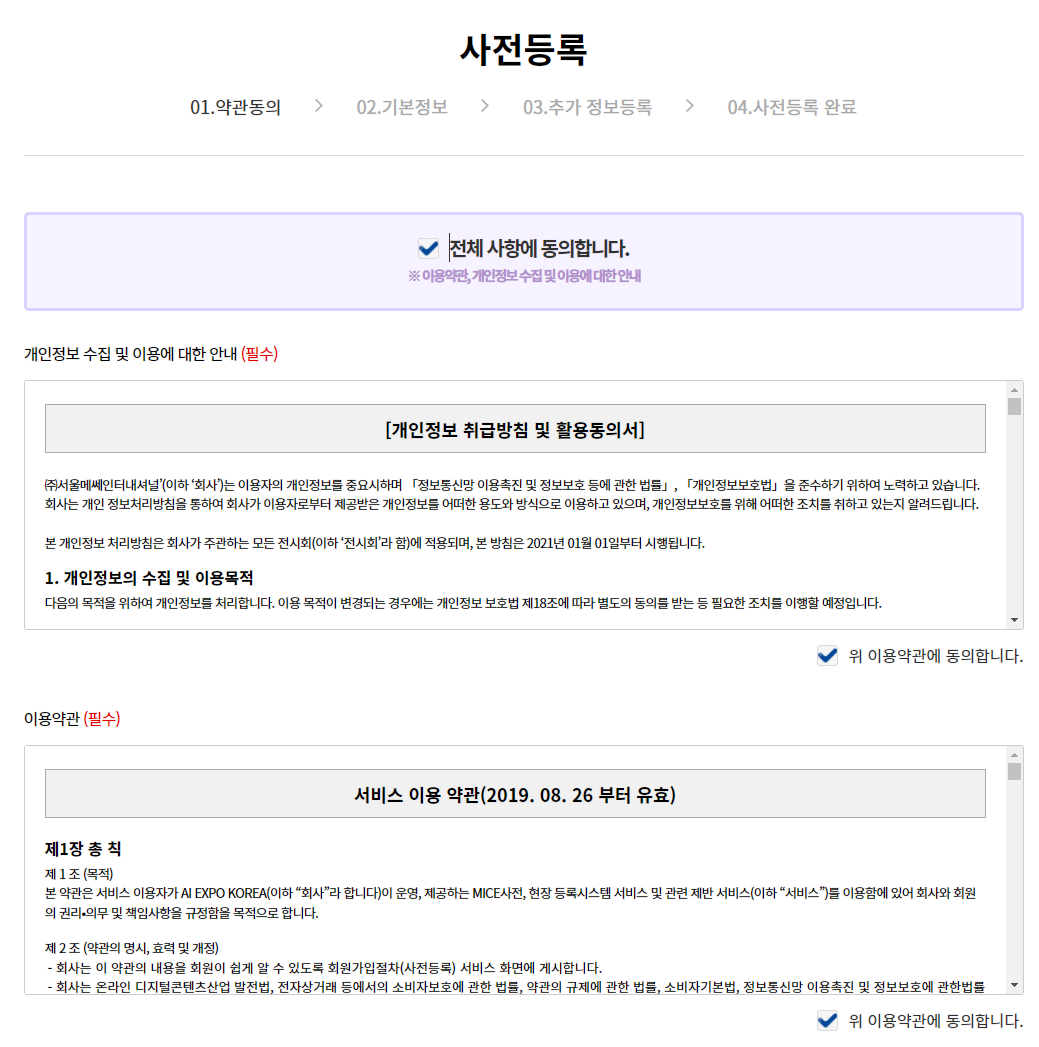 사전등록
01.약관동의 > 02.기본정보 > 03.추가 정보등록 > 04.사전등록 완료
전체 사항에 동의합니다.
※ 이용약관, 개인정보 수집 및 이용에 대한 안내
개인정보 수집 및 이용에 대한 안내 (필수)
[개인정보 취급방침 및 활용동의서]
㈜서울메쎄인터내셔널’(이하 ‘회사’)는 이용자의 개인정보를 중요시하며 「정보통신망 이용촉진 및 정보보호 등에 관한 법률」, 「개인정보보호법」을 준수하기 위하여 노력하고 있습니다.
회사는 개인 정보처리방침을 통하여 회사가 이용자로부터 제공받은 개인정보를 어떠한 용도와 방식으로 이용하고 있으며, 개인정보보호를 위해 어떠한 조치를 취하고 있는지 알려드립니다.
본 개인정보 처리방침은 회사가 주관하는 모든 전시회(이하 ‘전시회’라 함)에 적용되며, 본 방침은 2021년 01월 01일부터 시행됩니다.
1. 개인정보의 수집 및 이용목적
다음의 목적을 위하여 개인정보를 처리합니다. 이용 목적이 변경되는 경우에는 개인정보 보호법 제18조에 따라 별도의 동의를 받는 등 필요한 조치를 이행할 예정입니다.
위 이용약관에 동의합니다.
이용약관 (필수)
서비스 이용 약관(2019. 08. 26 부터 유효)
제1장 총 칙
제 1 조 (목적)
본 약관은 서비스 이용자가 AI EXPO KOREA(이하 “회사”라 합니다)이 운영, 제공하는 MICE사전, 현장 등록시스템 서비스 및 관련 제반 서비스(이하 “서비스”)를 이용함에 있어 회사와 회원
의 권리•의무 및 책임사항을 규정함을 목적으로 합니다.
제 2 조 (약관의 명시, 효력 및 개정)
- 회사는 이 약관의 내용을 회원이 쉽게 알 수 있도록 회원가입절차(사전등록) 서비스 화면에 게시합니다.
- 회사는 온라인 디지털콘텐츠산업 발전법, 전자상거래 등에서의 소비자보호에 관한 법률, 약관의 규제에 관한 법률, 소비자기본법, 정보통신망 이용촉진 및 정보보호에 관한법률
위 이용약관에 동의합니다.